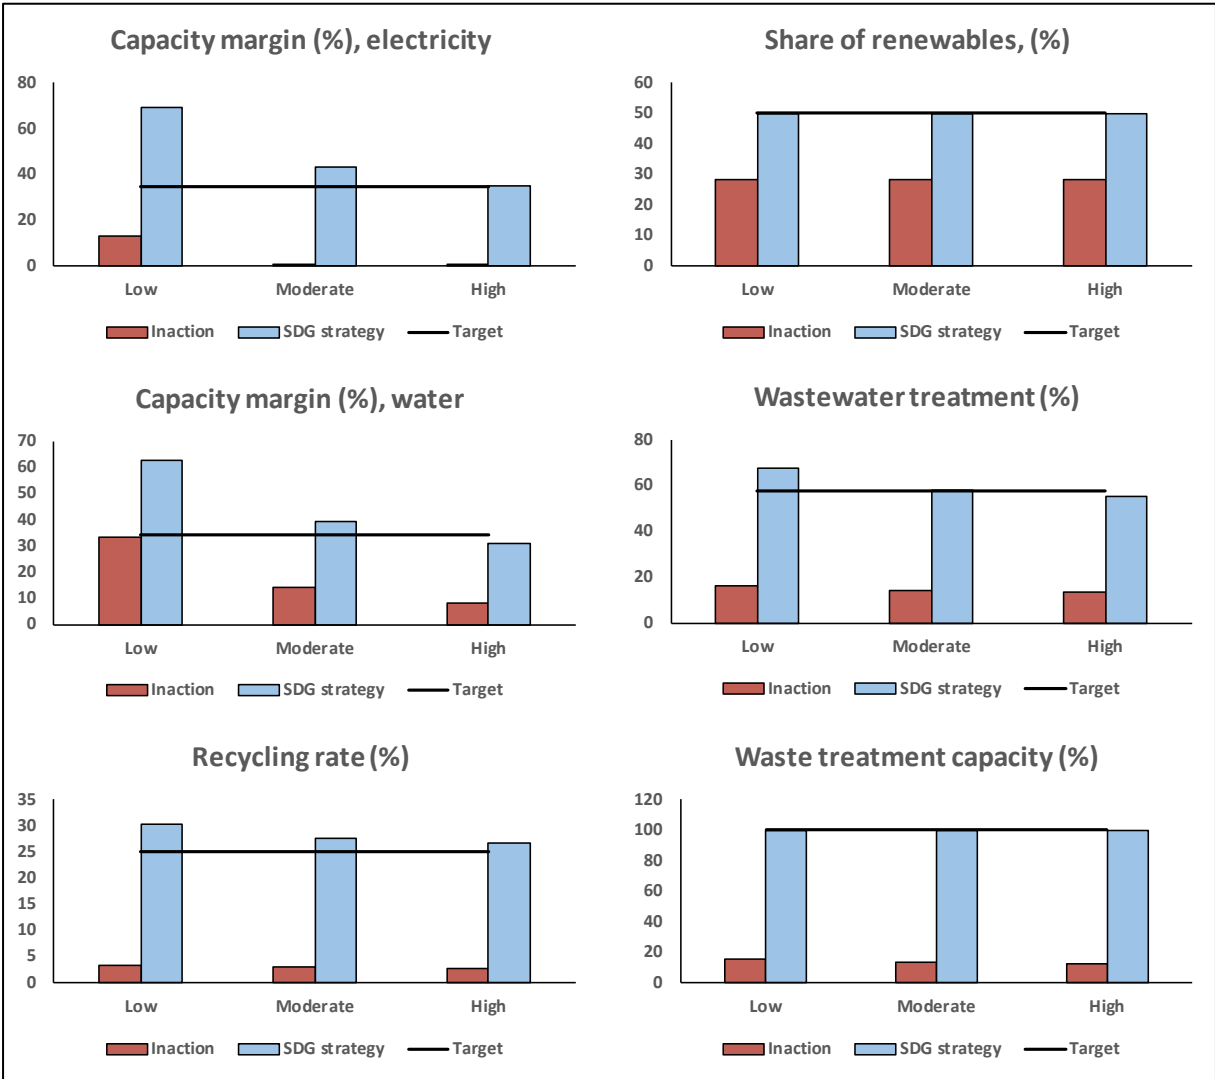 Capacity margin (%), electricity
80
60
40
20
0
Low Moderate High
Inaction SDG strategy Target
Share of renewables, (%)
60
50
40
30
20
10
0
Low Moderate High
Inaction SDG strategy Target
Capacity margin (%), water
70
60
50
40
30
20
10
0
Low Moderate High
Inaction SDG strategy Target
Wastewater treatment (%)
80
60
40
20
0
Low Moderate High
Inaction SDG strategy Target
Recycling rate (%)
35
30
25
20
15
10
5
0
Low Moderate High
Inaction SDG strategy Target
Waste treatment capacity (%)
120
100
80
60
40
20
0
Low Moderate High
Inaction SDG strategy Target